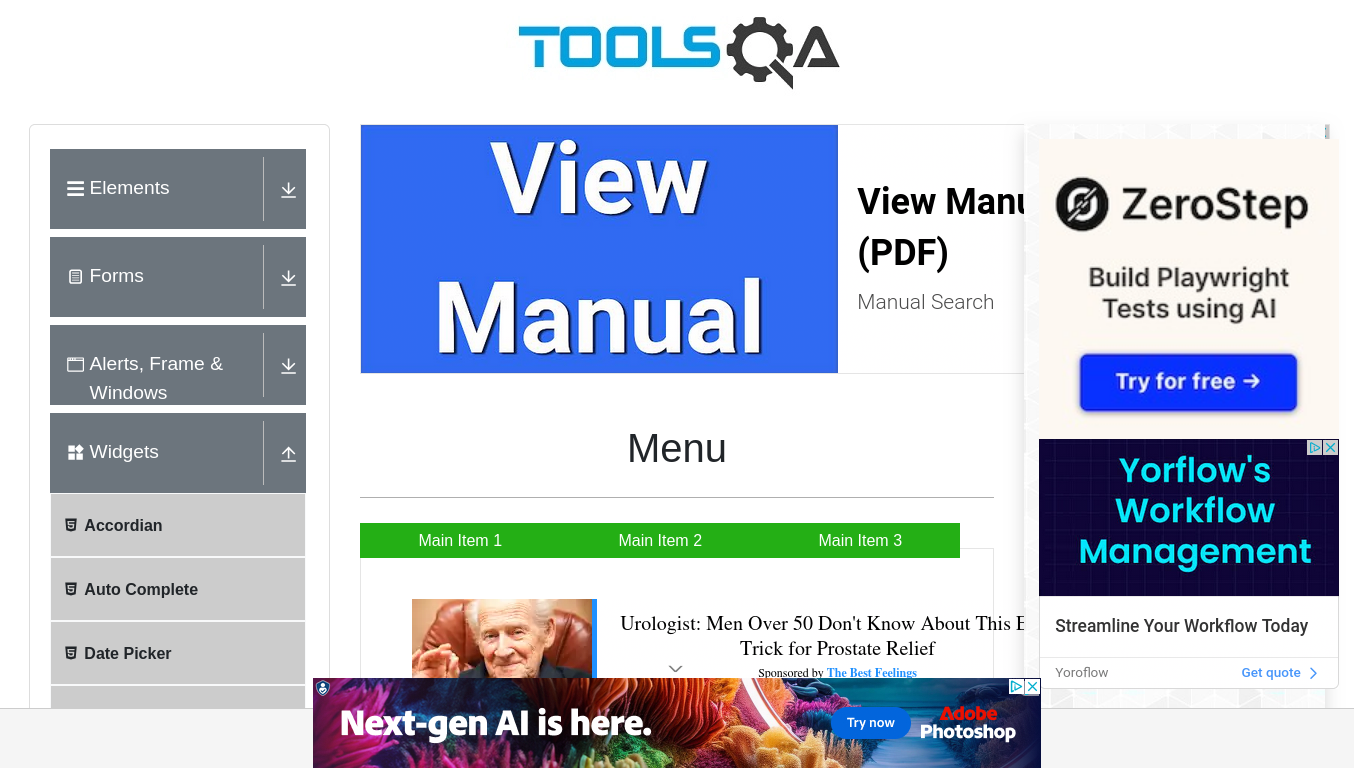 TOOLSQA
Elements
Forms
Alerts, Frame &
Windows
Widgets
Accordian
Auto Complete
Date Picker
View
Manual
View Manu
(PDF)
Manual Search
Menu
Main Item 1
Main Item 2
Main Item 3
Urologist: Men Over 50 Don't Know About This
Trick for Prostate Relief
Sponsored by The Best Feelings
ZeroStep
Build Playwright
Tests using AI
Try for free →
Yorflow's
Workflow
Management
Streamline Your Workflow Today
Yoroflow
Get quote
Next-gen AI is here.
Try now
Adobe
Photoshop